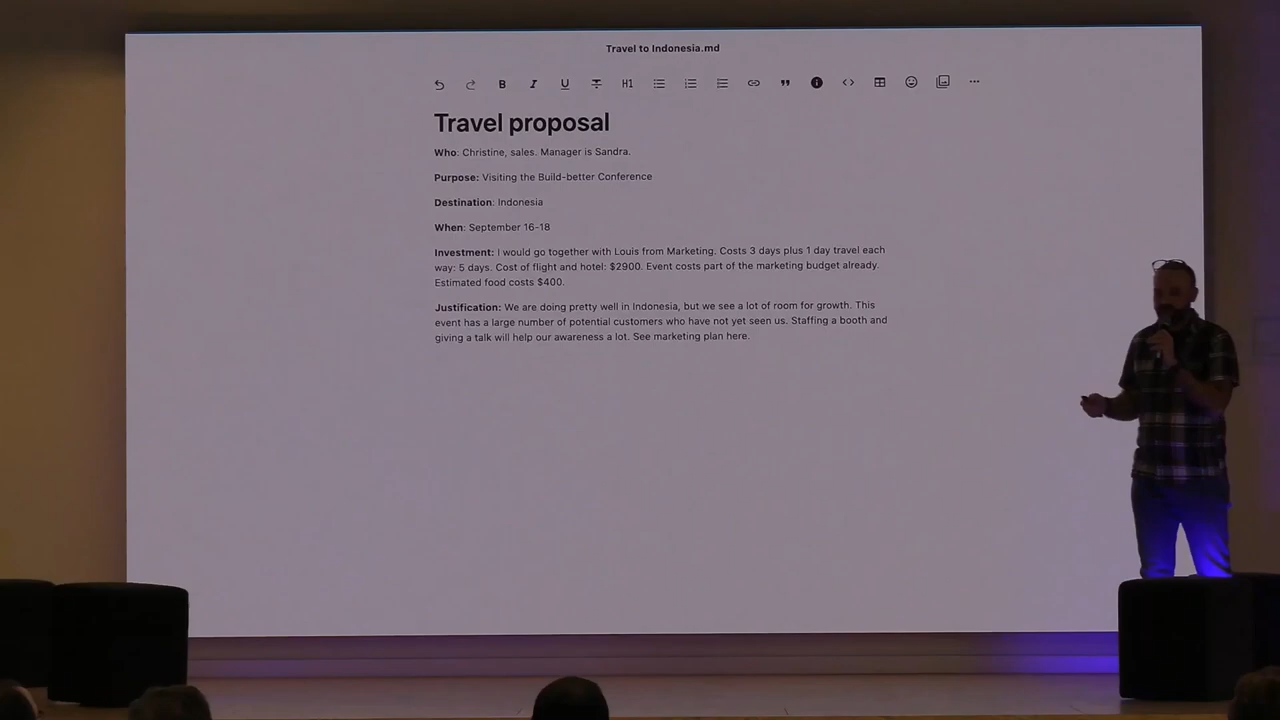 Travel to Indonesia.md
B I U T H1
Travel proposal
Who: Christine, sales. Manager is Sandra.
Purpose: Visiting the Build-better Conference
Destination: Indonesia
When: September 16-18
Investment: I would go together with Louis from Marketing. Costs 3 days plus 1 day travel each
way: 5 days. Cost of flight and hotel: $2900. Event costs part of the marketing budget already.
Estimated food costs $400.
Justification: We are doing pretty well in Indonesia, but we see a lot of room for growth. This
event has a large number of potential customers who have not yet seen us. Staffing a booth and
giving a talk will help our awareness a lot. See marketing plan here.